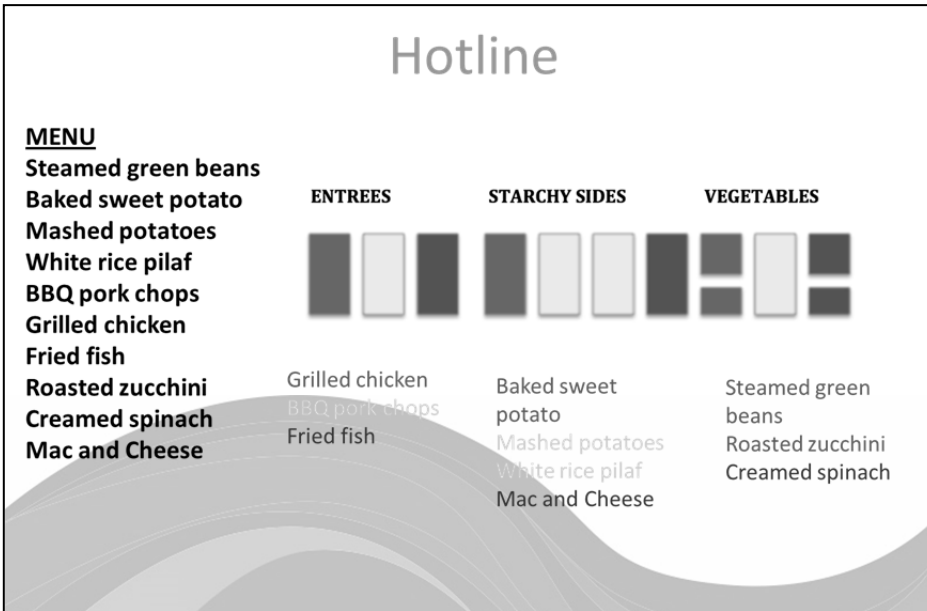 Hotline
MENU
Steamed green beans
Baked sweet potato
Mashed potatoes
White rice pilaf
BBQ pork chops
Grilled chicken
Fried fish
Roasted zucchini
Creamed spinach
Mac and Cheese
ENTREES
Grilled chicken
BBQ pork chops
Fried fish
STARCHY SIDES
Baked sweet
potato
Mashed potatoes
White rice pilaf
Mac and Cheese
VEGETABLES
Steamed green
beans
Roasted zucchini
Creamed spinach